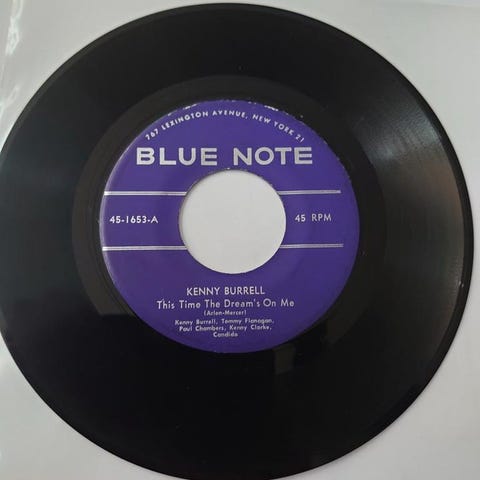 767 LEXINGTON AVENUE, NEW YORK 21
BLUE NOTE
45-1653-A
45 RPM
KENNY BURRELL
This Time The Dream's On Me
(Arlen-Mercer)
Kenny Burrell, Tommy Flanagan,
Paul Chambers, Kenny Clarke,
Candido